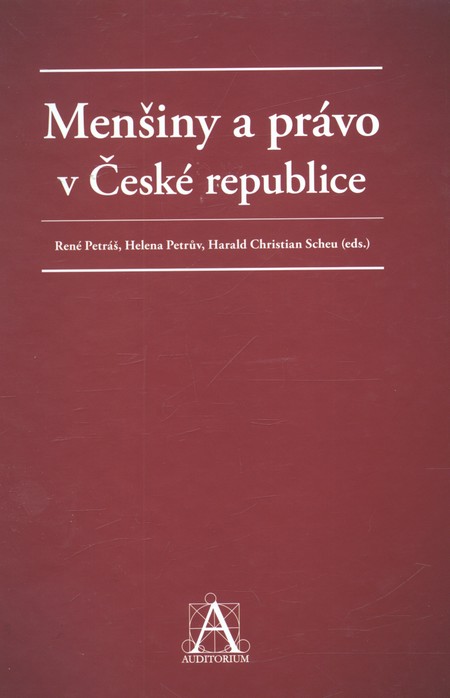 Menšiny a právo
v České republice
René Petráš, Helena Petrův, Harald Christian Scheu (eds.)
A
AUDITORIUM